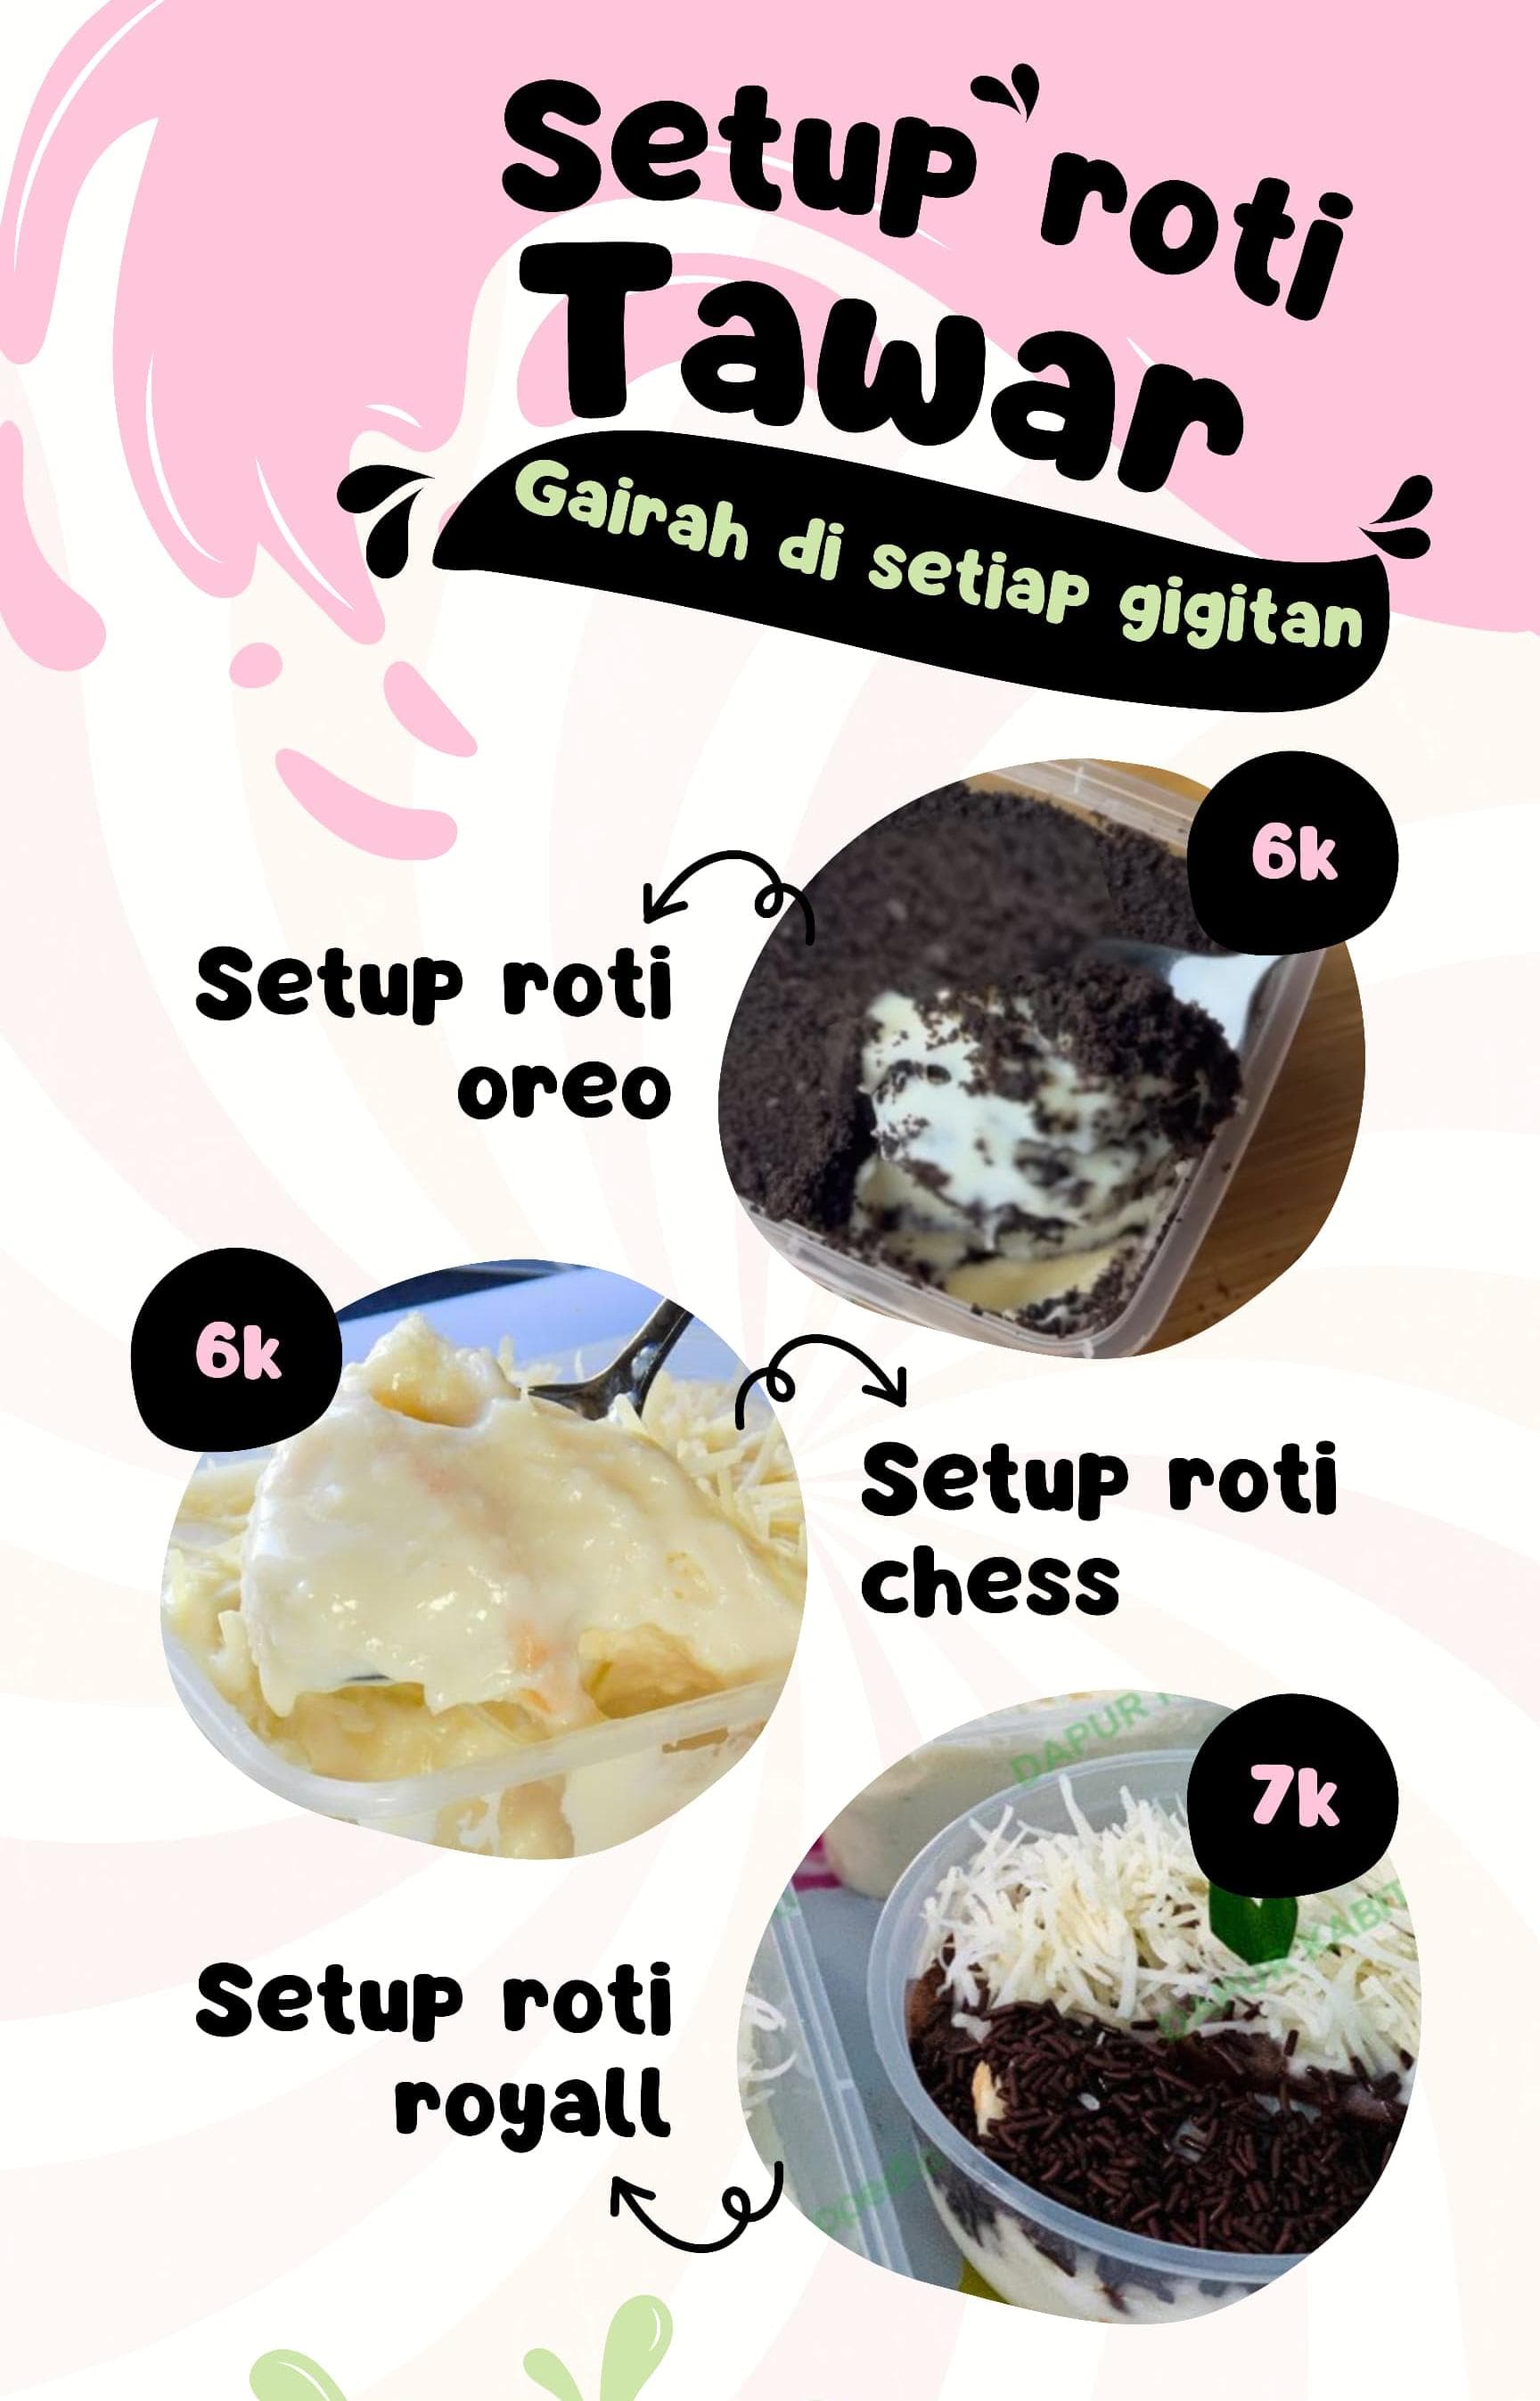 Setup roti
Tawar
Gairah di setiap gigitan
6k
Setup roti
oreo
6k
Setup roti
chess
DAPUR
7k
Setup roti
royall